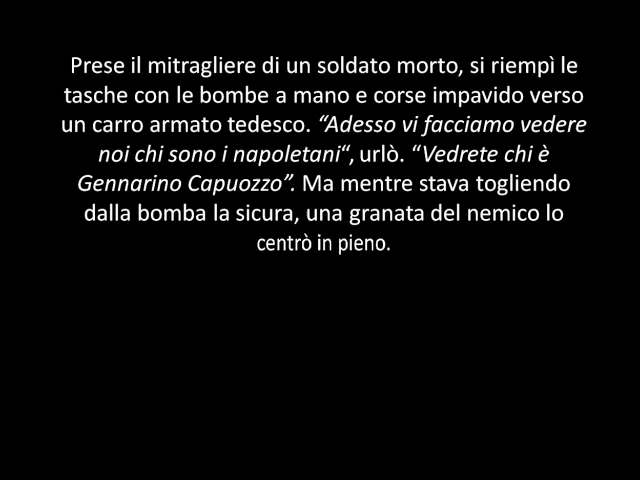 Prese il mitragliere di un soldato morto, si riempì le
tasche con le bombe a mano e corse impavido verso
un carro armato tedesco. “Adesso vi facciamo vedere
noi chi sono i napoletani“, urlò. “Vedrete chi è
Gennarino Capuozzo”. Ma mentre stava togliendo
dalla bomba la sicura, una granata del nemico lo
centrò in pieno.